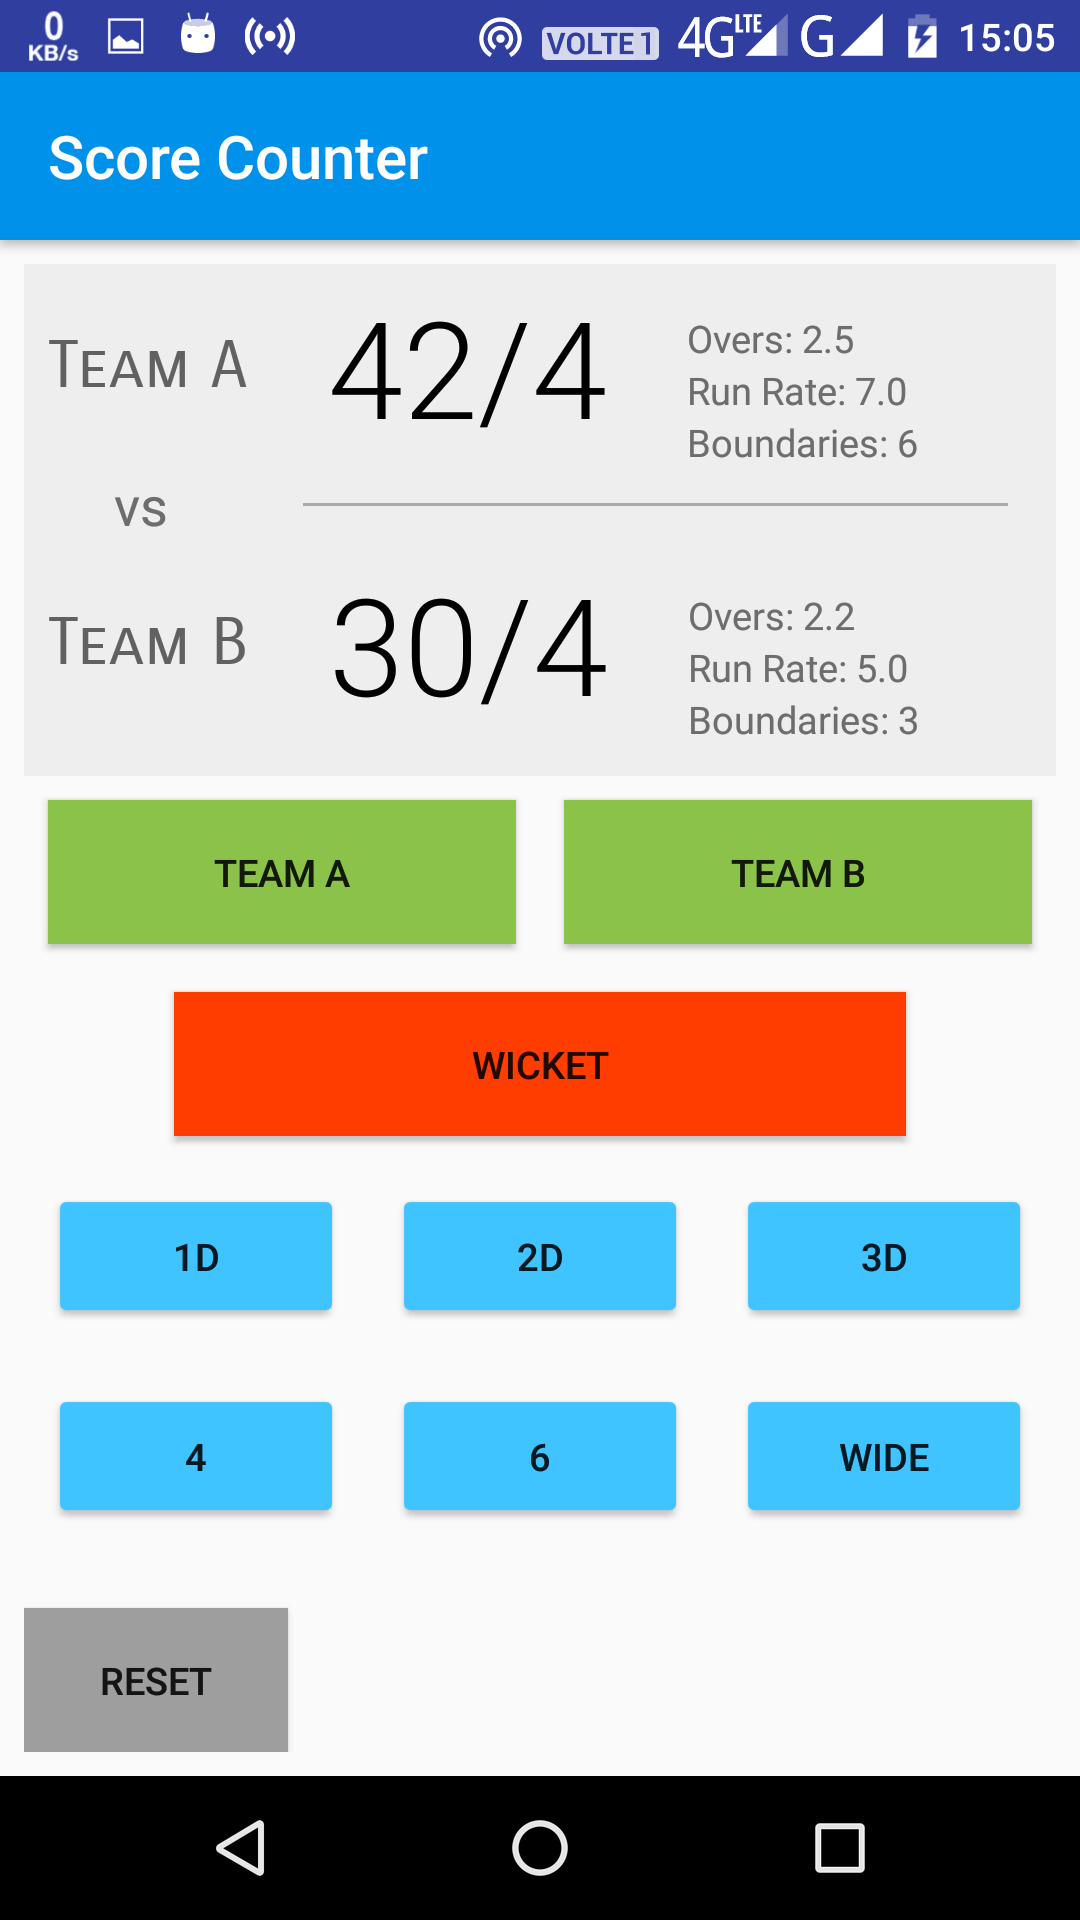 0
KB/s
VOLTE 1 4G LTE G 15:05
Score Counter
TEAM A
42/4
Overs: 2.5
Run Rate: 7.0
Boundaries: 6
vs
TEAM B
30/4
Overs: 2.2
Run Rate: 5.0
Boundaries: 3
TEAM A TEAM B
WICKET
1D 2D 3D
4 6 WIDE
RESET